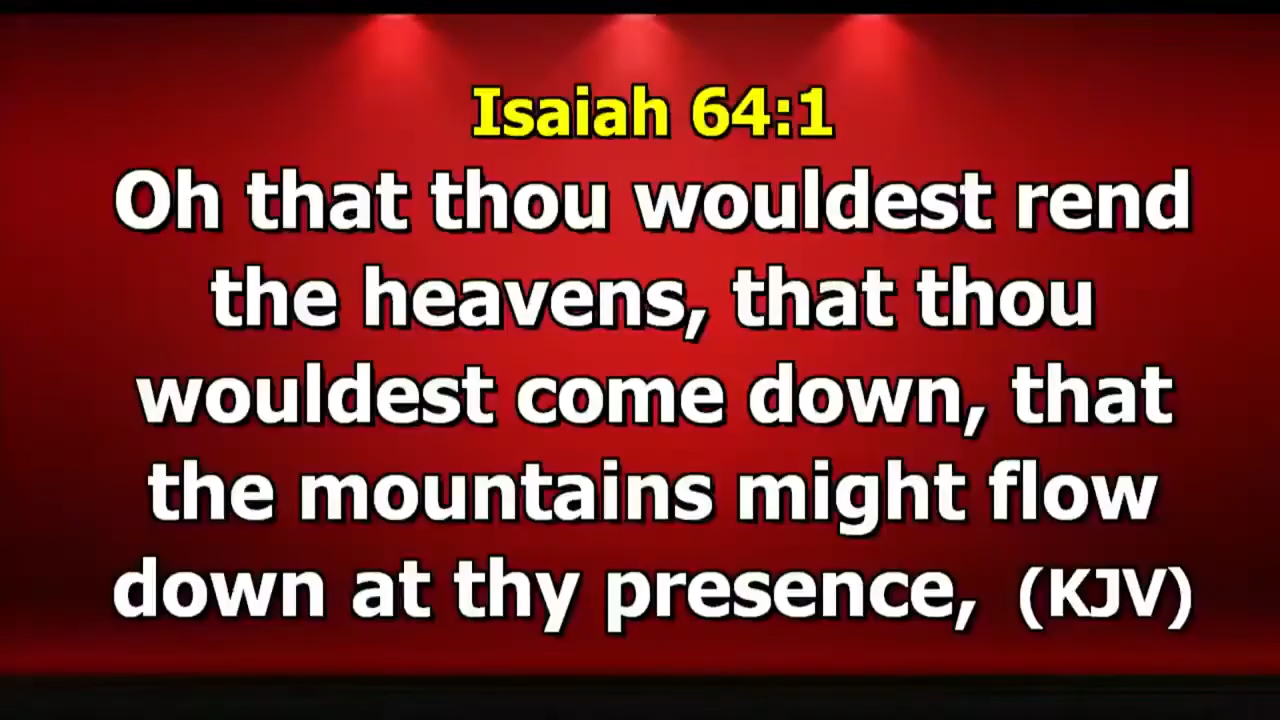 Isaiah 64:1
Oh that thou wouldest rend
the heavens, that thou
wouldest come down, that
the mountains might flow
down at thy presence, (KJV)